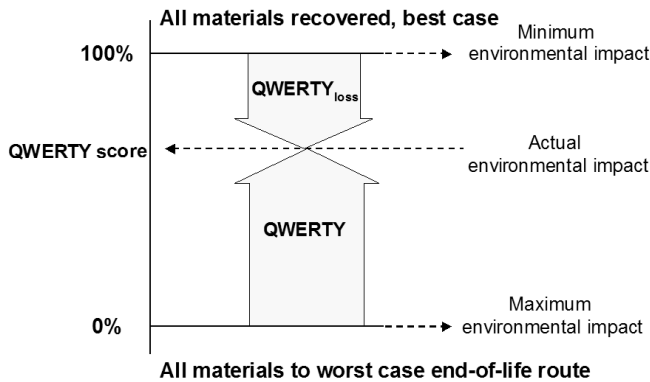 All materials recovered, best case
100%
Minimum
environmental impact
QWERTYloss
QWERTY score
Actual
environmental impact
QWERTY
0%
Maximum
environmental impact
All materials to worst case end-of-life route